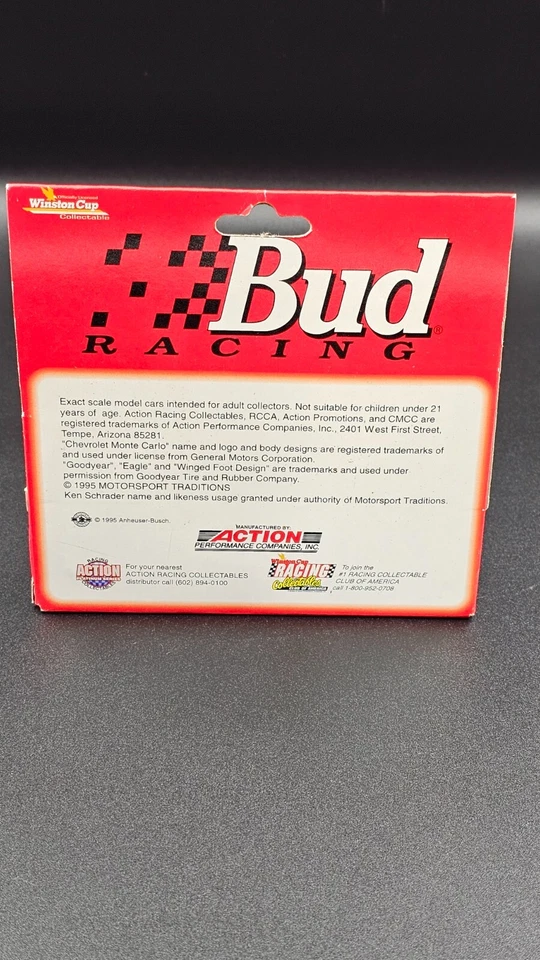 Officially Licensed
Winston Cup
Collectable
Bud®
RACING
Exact scale model cars intended for adult collectors. Not suitable for children under 21
years of age. Action Racing Collectables, RCCA, Action Promotions, and CMCC are
registered trademarks of Action Performance Companies, Inc., 2401 West First Street,
Tempe, Arizona 85281.
"Chevrolet Monte Carlo" name and logo and body designs are registered trademarks of
and used under license from General Motors Corporation.
"Goodyear", "Eagle" and "Winged Foot Design" are trademarks and used under
permission from Goodyear Tire and Rubber Company.
© 1995 MOTORSPORT TRADITIONS
Ken Schrader name and likeness usage granted under authority of Motorsport Traditions.
© 1995 Anheuser-Busch.
MANUFACTURED BY:
ACTION
PERFORMANCE COMPANIES, INC.
RACING
ACTION
For your nearest
ACTION RACING COLLECTABLES
distributor call (602) 894-0100
RACING
Collectables
CLUB OF AMERICA
To join the
#1 RACING COLLECTABLE
CLUB OF AMERICA
call 1-800-952-0708